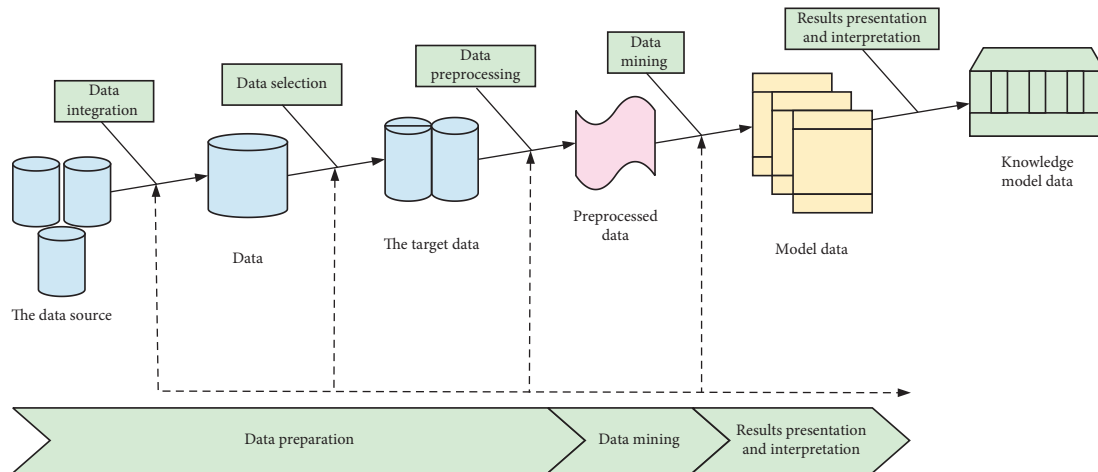 Data
integration
Data selection
Data
preprocessing
Data
mining
Results presentation
and interpretation
The data source
Data
The target data
Preprocessed
data
Model data
Knowledge
model data
Data preparation
Data mining
Results presentation
and interpretation